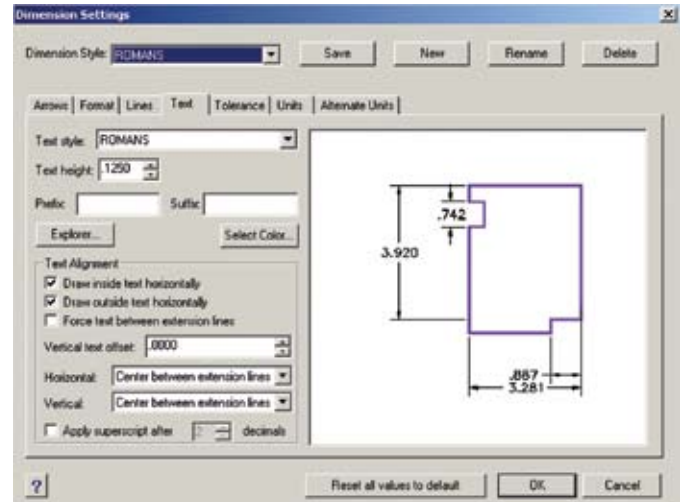 Dimension Settings
Dimension Style: ROMANS Save New Rename Delete
Arrows Format Lines Text Tolerance Units Alternate Units
Text style: ROMANS
Text height: .1250
Prefix: Suffix:
Explorer... Select Color...
Text Alignment
Draw inside text horizontally
Draw outside text horizontally
Force text between extension lines
Vertical text offset: .0000
Horizontal: Center between extension lines
Vertical: Center between extension lines
Apply superscript after 2 decimals
.742
3.920
.887
3.281
? Reset all values to default OK Cancel